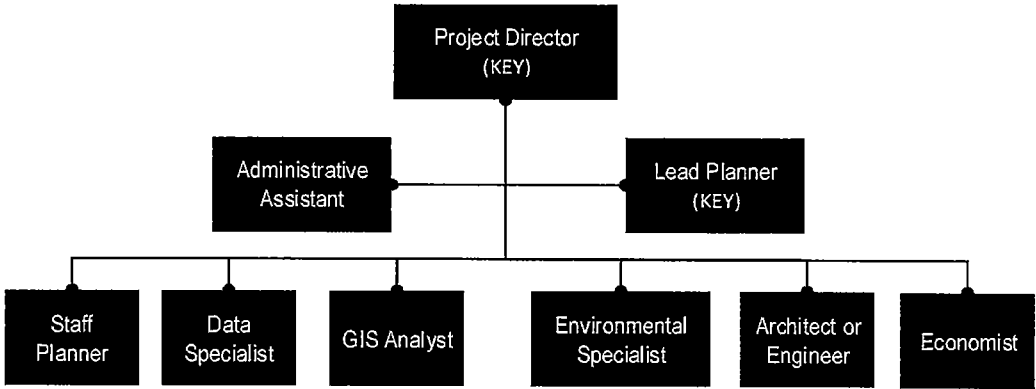 Project Director
(KEY)
Administrative
Assistant
Lead Planner
(KEY)
Staff
Planner
Data
Specialist
GIS Analyst
Environmental
Specialist
Architect or
Engineer
Economist